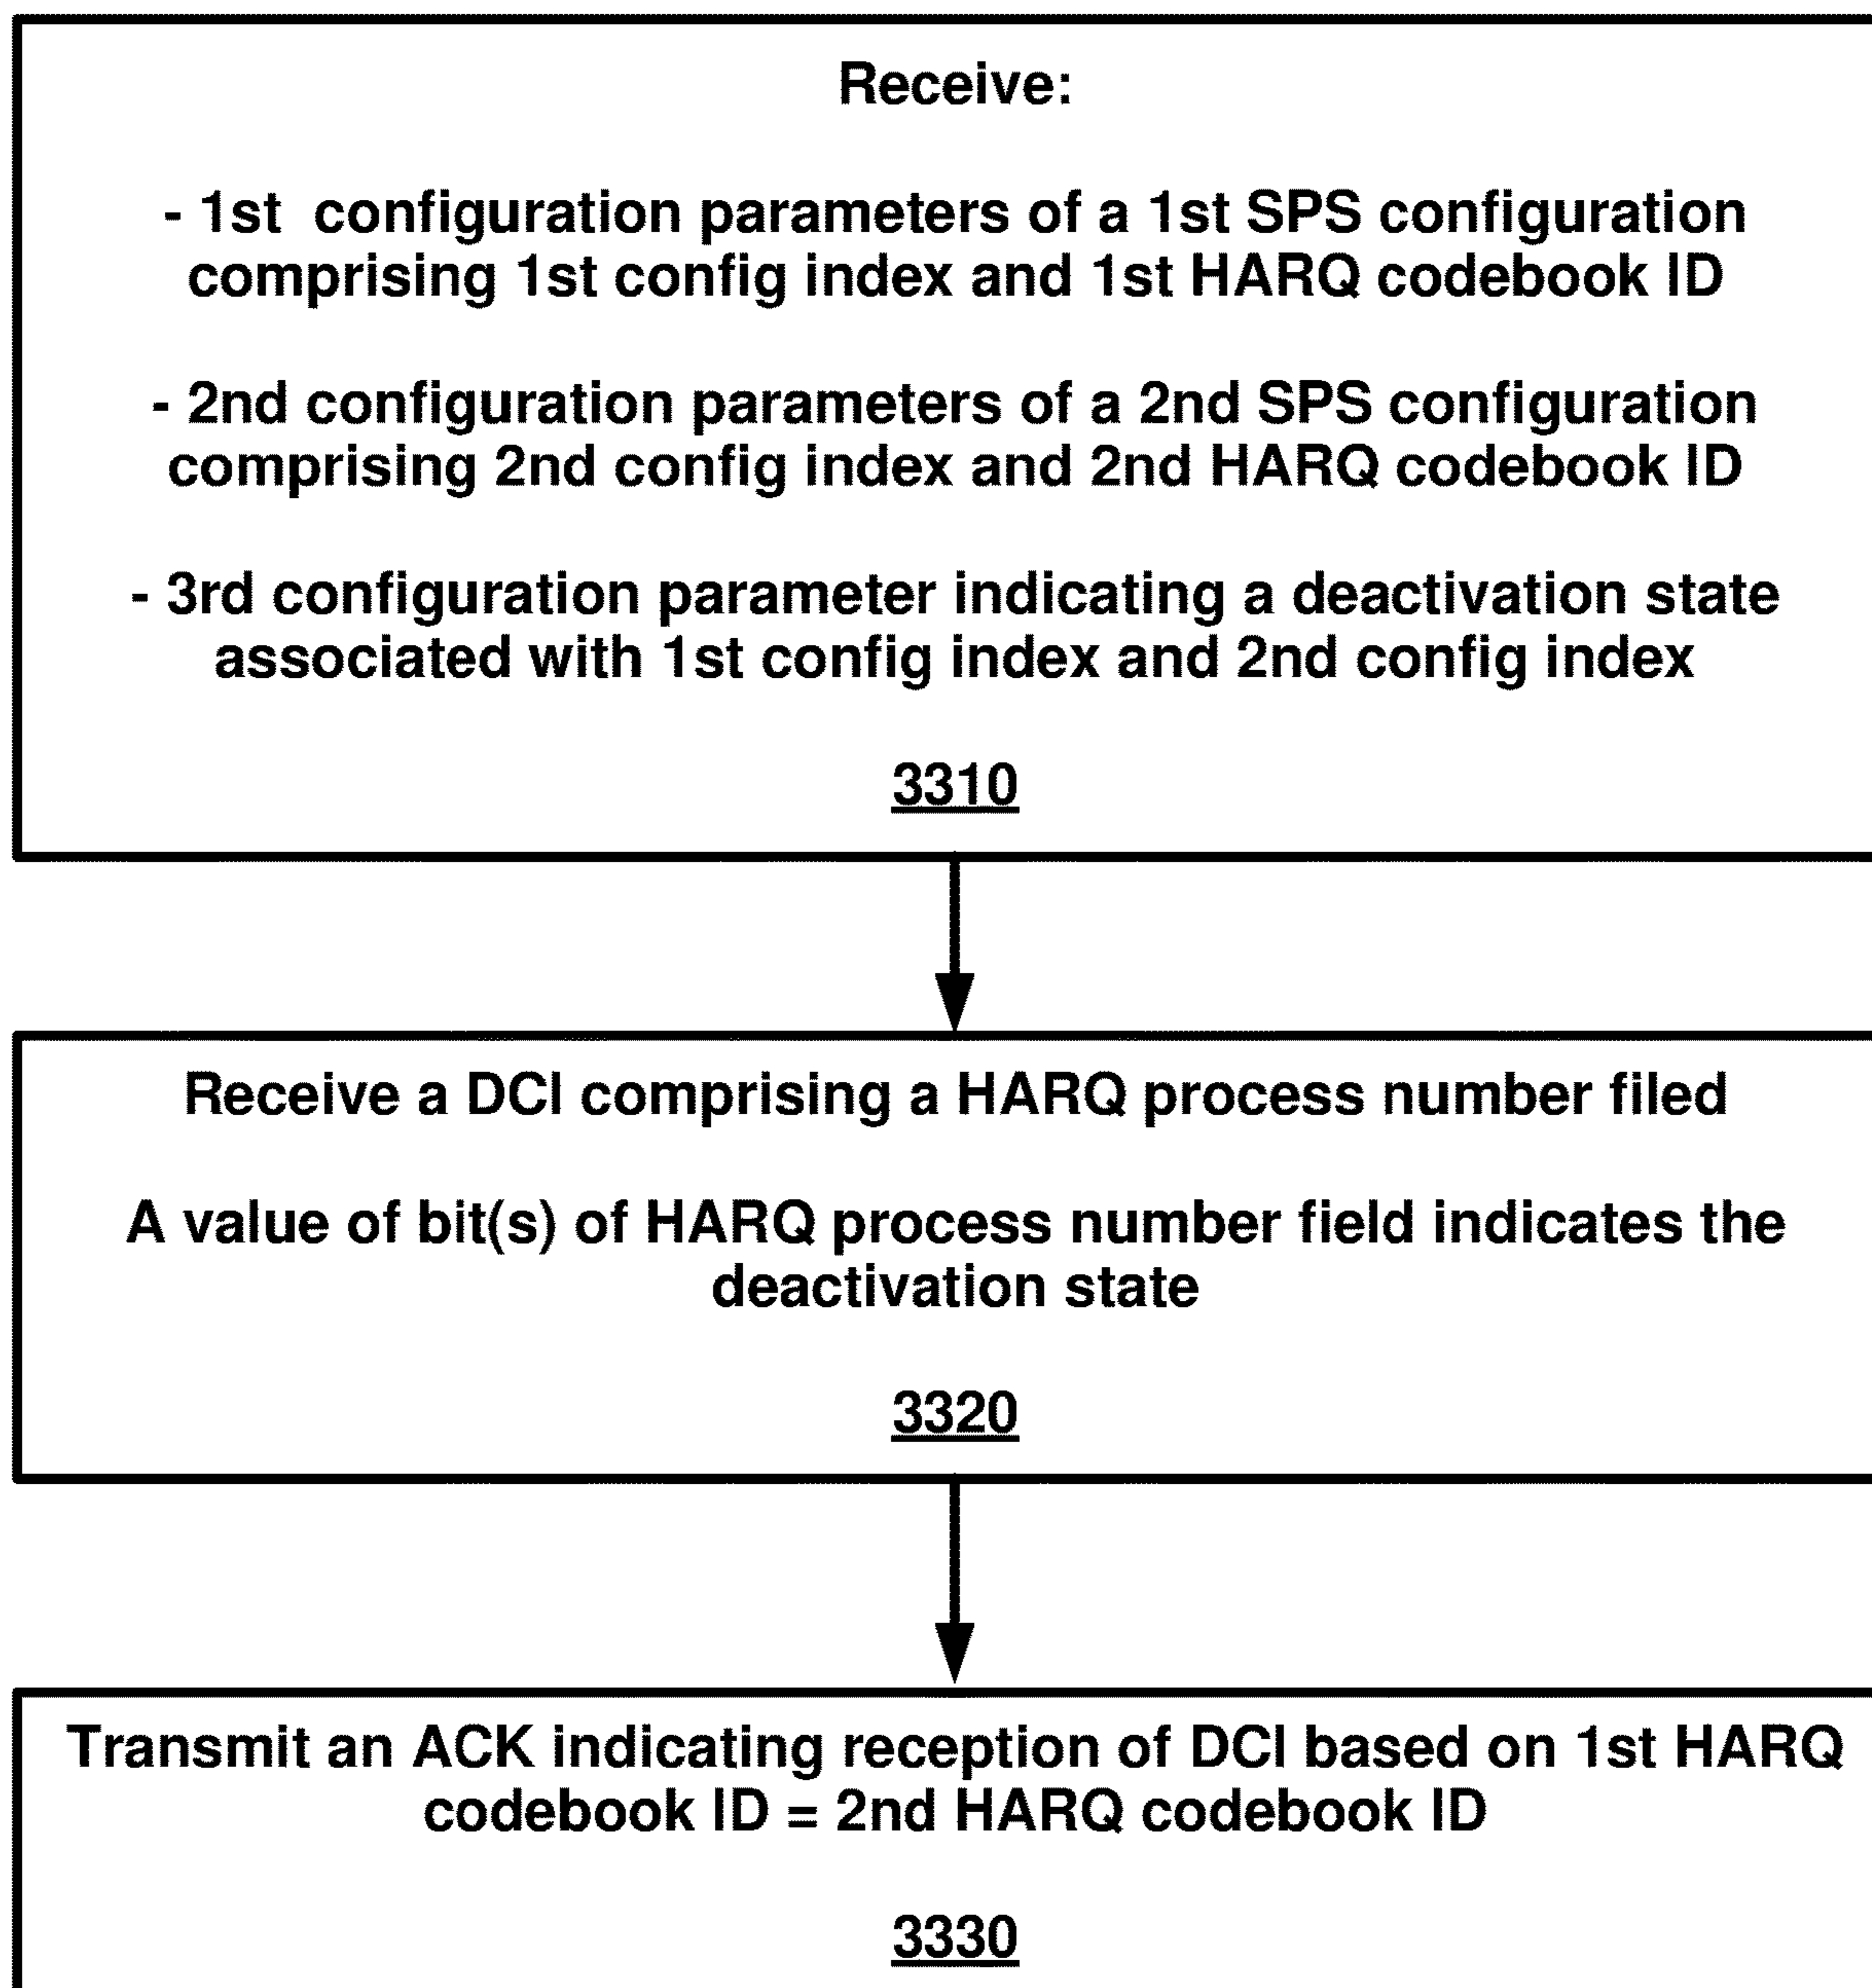 Receive:
- 1st configuration parameters of a 1st SPS configuration
comprising 1st config index and 1st HARQ codebook ID
- 2nd configuration parameters of a 2nd SPS configuration
comprising 2nd config index and 2nd HARQ codebook ID
- 3rd configuration parameter indicating a deactivation state
associated with 1st config index and 2nd config index
3310
Receive a DCI comprising a HARQ process number filed
A value of bit(s) of HARQ process number field indicates the
deactivation state
3320
Transmit an ACK indicating reception of DCI based on 1st HARQ
codebook ID = 2nd HARQ codebook ID
3330